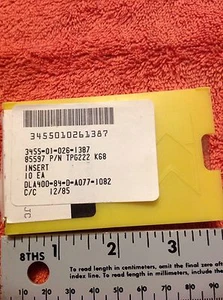 3455010261387
3455-01-026-1387
85597 P/N TPG222 K68
INSERT
10 EA
DLA400-84-D-A077-1082
C/C 12/85
8THS
1 2 3
To read length in centimeters, omit the final zero
index line. To read length in millimeters, include the